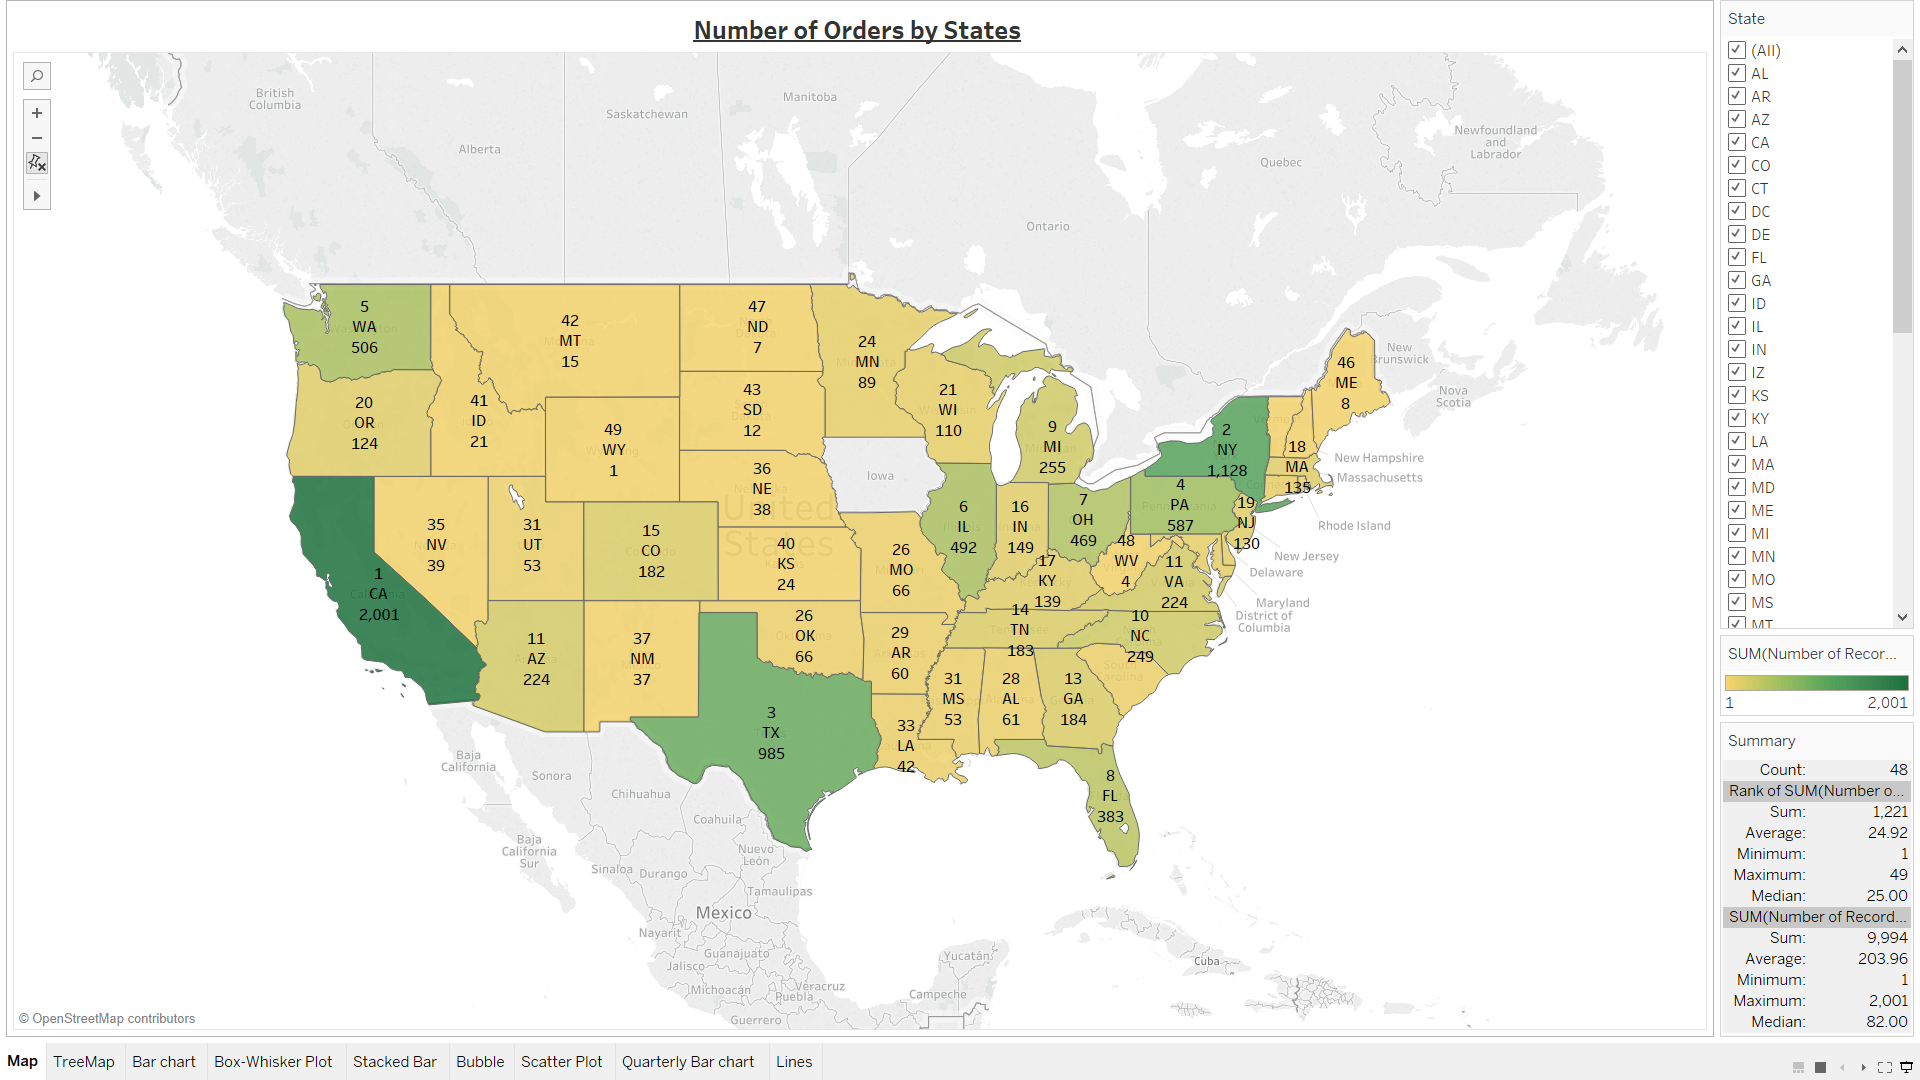 Number of Orders by States
British
Columbia
Alberta
Saskatchewan
Manitoba
Ontario
Quebec
Newfoundland
and
Labrador
New
Brunswick
Nova
Scotia
5
WA
506
42
MT
15
47
ND
7
24
MN
89
46
ME
8
20
OR
124
41
ID
21
49
WY
1
43
SD
12
21
WI
110
9
MI
255
2
NY
1,128
18
MA
135
New Hampshire
Massachusetts
Rhode Island
New Jersey
Delaware
Maryland
District of
Columbia
36
NE
38
Iowa
6
IL
492
16
IN
149
7
OH
469
4
PA
587
19
NJ
130
35
NV
39
31
UT
53
15
CO
182
United
States
40
KS
24
26
MO
66
17
KY
139
48
WV
4
11
VA
224
1
CA
2,001
11
AZ
224
37
NM
37
26
OK
66
29
AR
60
14
TN
183
10
NC
249
3
TX
985
33
LA
42
31
MS
53
28
AL
61
13
GA
184
8
FL
383
Baja
California
Sonora
Chihuahua
Coahuila
Baja
California
Sur
Nuevo
León
Sinaloa
Durango
Tamaulipas
Mexico
Nayarit
Guanajuato
Jalisco
Michoacán
Veracruz
Puebla
Guerrero
Yucatán
Campeche
Cuba
© OpenStreetMap contributors
State
(All)
AL
AR
AZ
CA
CO
CT
DC
DE
FL
GA
ID
IL
IN
IZ
KS
KY
LA
MA
MD
ME
MI
MN
MO
MS
MT
SUM(Number of Recor...
1 2,001
Summary
Count: 48
Rank of SUM(Number o...
Sum: 1,221
Average: 24.92
Minimum: 1
Maximum: 49
Median: 25.00
SUM(Number of Record...
Sum: 9,994
Average: 203.96
Minimum: 1
Maximum: 2,001
Median: 82.00
Map TreeMap Bar chart Box-Whisker Plot Stacked Bar Bubble Scatter Plot Quarterly Bar chart Lines